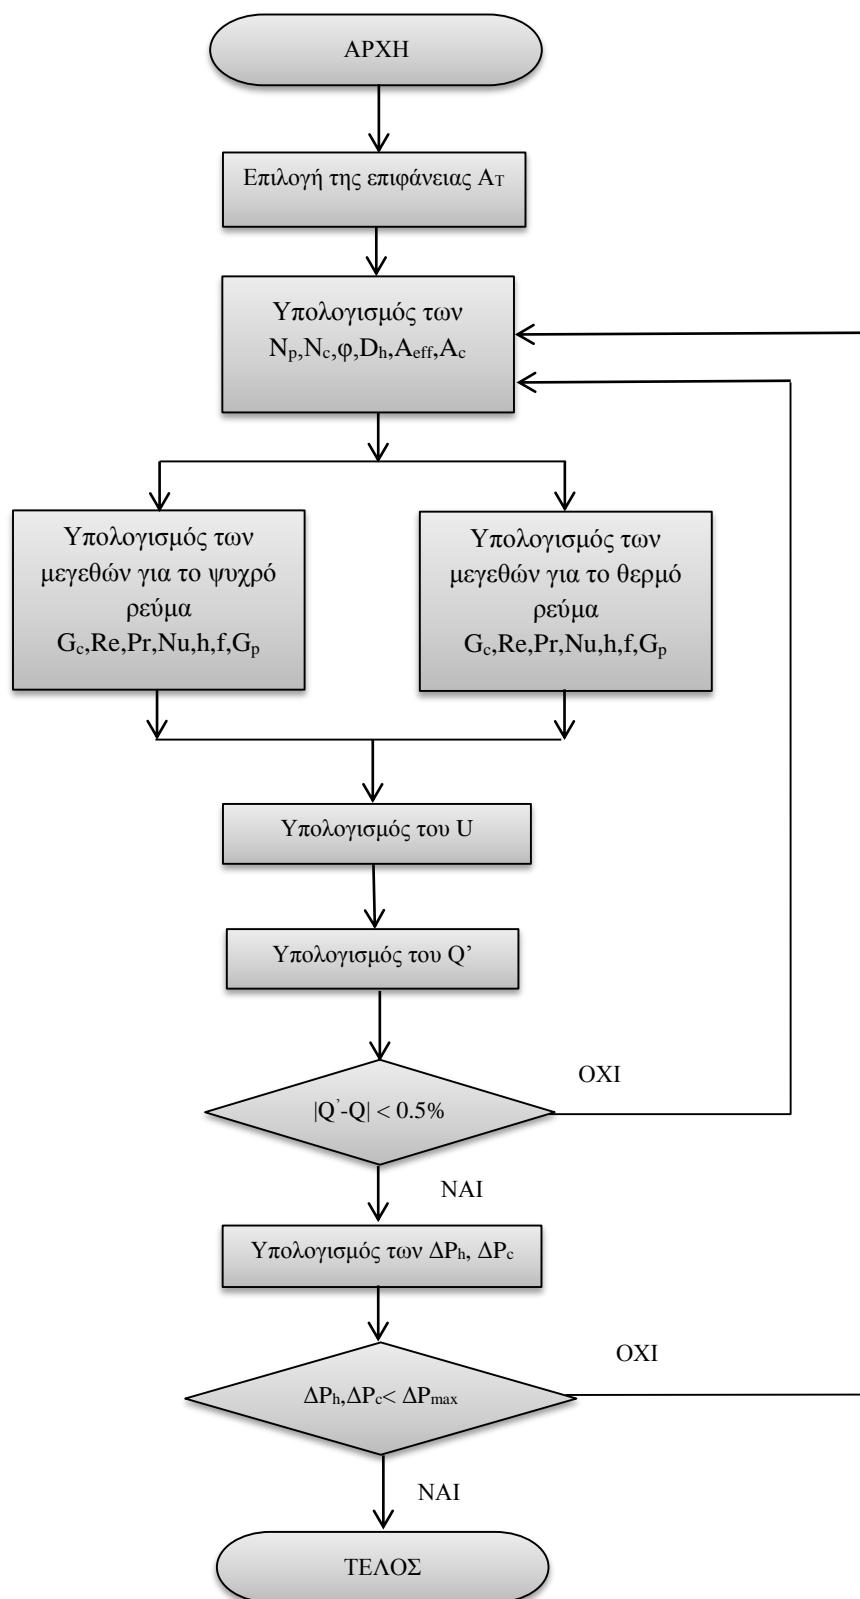 ΑΡΧΗ
Επιλογή της επιφάνειας A_T
Υπολογισμός των
N_p,N_c,φ,D_h,A_eff,A_c
Υπολογισμός των
μεγεθών για το ψυχρό
ρεύμα
G_c,Re,Pr,Nu,h,f,G_p
Υπολογισμός των
μεγεθών για το θερμό
ρεύμα
G_c,Re,Pr,Nu,h,f,G_p
Υπολογισμός του U
Υπολογισμός του Q’
ΟΧΙ
|Q’-Q| < 0.5%
ΝΑΙ
Υπολογισμός των ΔP_h, ΔP_c
ΟΧΙ
ΔP_h,ΔP_c< ΔP_max
ΝΑΙ
ΤΕΛΟΣ